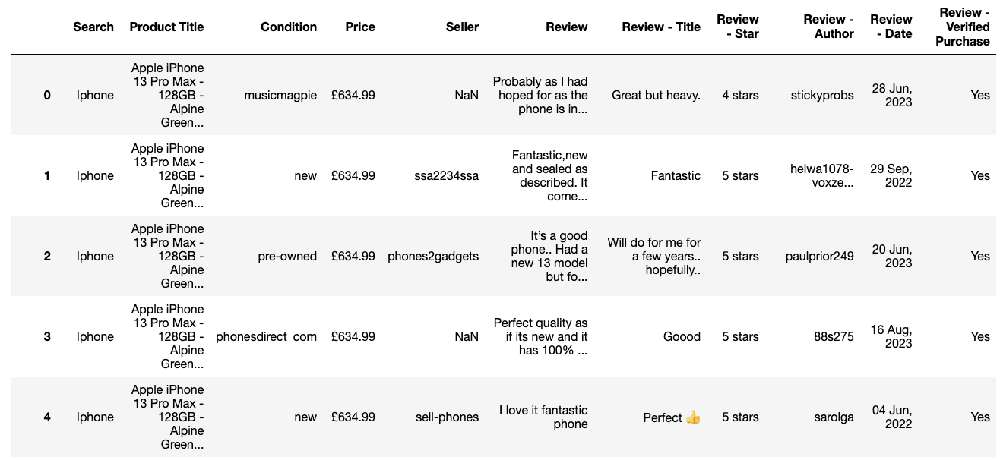 Search Product Title Condition Price Seller Review Review - Title Review - Star Review - Author Review - Date Review - Verified Purchase
0 Iphone Apple iPhone 13 Pro Max - 128GB - Alpine Green... musicmagpie £634.99 NaN Probably as I had hoped for as the phone is in... Great but heavy. 4 stars stickyprobs 28 Jun, 2023 Yes
1 Iphone Apple iPhone 13 Pro Max - 128GB - Alpine Green... new £634.99 ssa2234ssa Fantastic,new and sealed as described. It come... Fantastic 5 stars helwa1078-voxze... 29 Sep, 2022 Yes
2 Iphone Apple iPhone 13 Pro Max - 128GB - Alpine Green... pre-owned £634.99 phones2gadgets It’s a good phone.. Had a new 13 model but fo... Will do for me for a few years.. hopefully.. 5 stars paulprior249 20 Jun, 2023 Yes
3 Iphone Apple iPhone 13 Pro Max - 128GB - Alpine Green... phonesdirect_com £634.99 NaN Perfect quality as if its new and it has 100% ... Goood 5 stars 88s275 16 Aug, 2023 Yes
4 Iphone Apple iPhone 13 Pro Max - 128GB - Alpine Green... new £634.99 sell-phones I love it fantastic phone Perfect 👍 5 stars sarolga 04 Jun, 2022 Yes